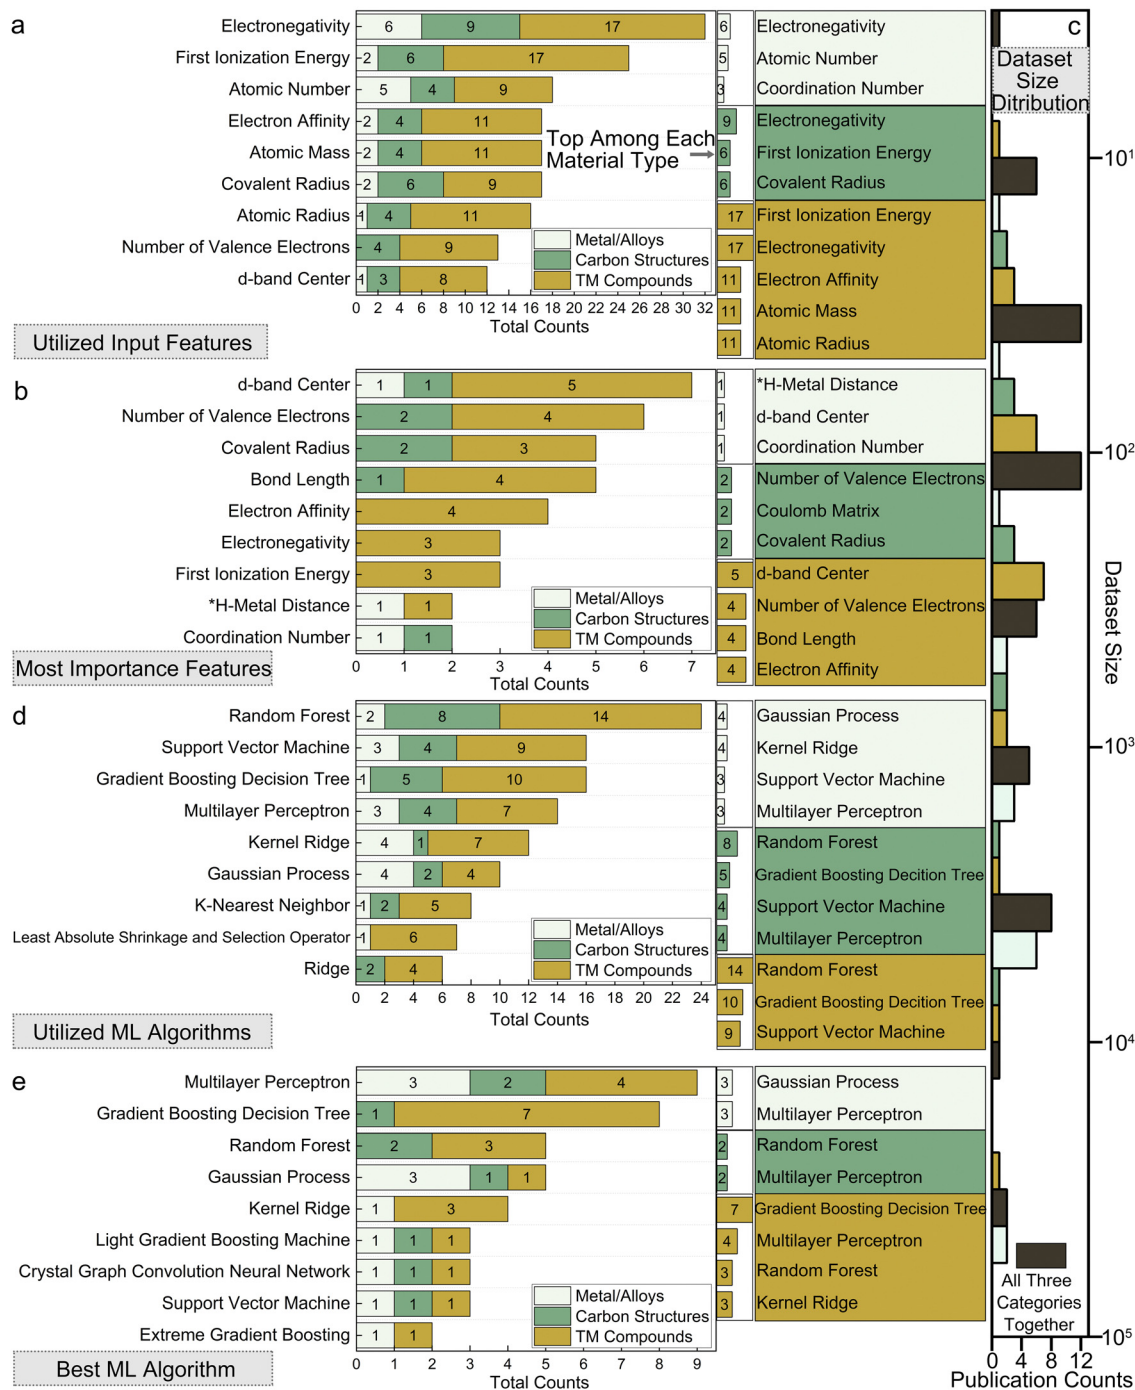 a
Electronegativity
6
9
17
First Ionization Energy
2
6
17
Atomic Number
5
4
9
Electron Affinity
2
4
11
Atomic Mass
2
4
11
Covalent Radius
2
6
9
Atomic Radius
1
4
11
Number of Valence Electrons
4
9
d-band Center
1
3
8
Top Among Each
Material Type
Metal/Alloys
Carbon Structures
TM Compounds
0 2 4 6 8 10 12 14 16 18 20 22 24 26 28 30 32
Total Counts
Utilized Input Features
6 Electronegativity
5 Atomic Number
3 Coordination Number
9 Electronegativity
6 First Ionization Energy
6 Covalent Radius
17 First Ionization Energy
17 Electronegativity
11 Electron Affinity
11 Atomic Mass
11 Atomic Radius
b
d-band Center
1
1
5
Number of Valence Electrons
2
4
Covalent Radius
2
3
Bond Length
1
4
Electron Affinity
4
Electronegativity
3
First Ionization Energy
3
*H-Metal Distance
1
1
Coordination Number
1
1
Metal/Alloys
Carbon Structures
TM Compounds
0 1 2 3 4 5 6 7
Total Counts
Most Importance Features
1 *H-Metal Distance
1 d-band Center
1 Coordination Number
2 Number of Valence Electrons
2 Coulomb Matrix
2 Covalent Radius
5 d-band Center
4 Number of Valence Electrons
4 Bond Length
4 Electron Affinity
d
Random Forest
2
8
14
Support Vector Machine
3
4
9
Gradient Boosting Decision Tree
1
5
10
Multilayer Perceptron
3
4
7
Kernel Ridge
4
1
7
Gaussian Process
4
2
4
K-Nearest Neighbor
1
2
5
Least Absolute Shrinkage and Selection Operator
1
6
Ridge
2
4
Metal/Alloys
Carbon Structures
TM Compounds
0 2 4 6 8 10 12 14 16 18 20 22 24
Total Counts
Utilized ML Algorithms
4 Gaussian Process
4 Kernel Ridge
3 Support Vector Machine
3 Multilayer Perceptron
8 Random Forest
5 Gradient Boosting Decition Tree
4 Support Vector Machine
4 Multilayer Perceptron
14 Random Forest
10 Gradient Boosting Decition Tree
9 Support Vector Machine
e
Multilayer Perceptron
3
2
4
Gradient Boosting Decision Tree
1
7
Random Forest
2
3
Gaussian Process
3
1
1
Kernel Ridge
1
3
Light Gradient Boosting Machine
1
1
1
Crystal Graph Convolution Neural Network
1
1
1
Support Vector Machine
1
1
1
Extreme Gradient Boosting
1
1
Metal/Alloys
Carbon Structures
TM Compounds
0 1 2 3 4 5 6 7 8 9
Total Counts
Best ML Algorithm
3 Gaussian Process
3 Multilayer Perceptron
2 Random Forest
2 Multilayer Perceptron
7 Gradient Boosting Decision Tree
4 Multilayer Perceptron
3 Random Forest
3 Kernel Ridge
c
Dataset
Size
Ditribution
10¹
10²
10³
10⁴
10⁵
Dataset Size
All Three
Categories
Together
0 4 8 12
Publication Counts